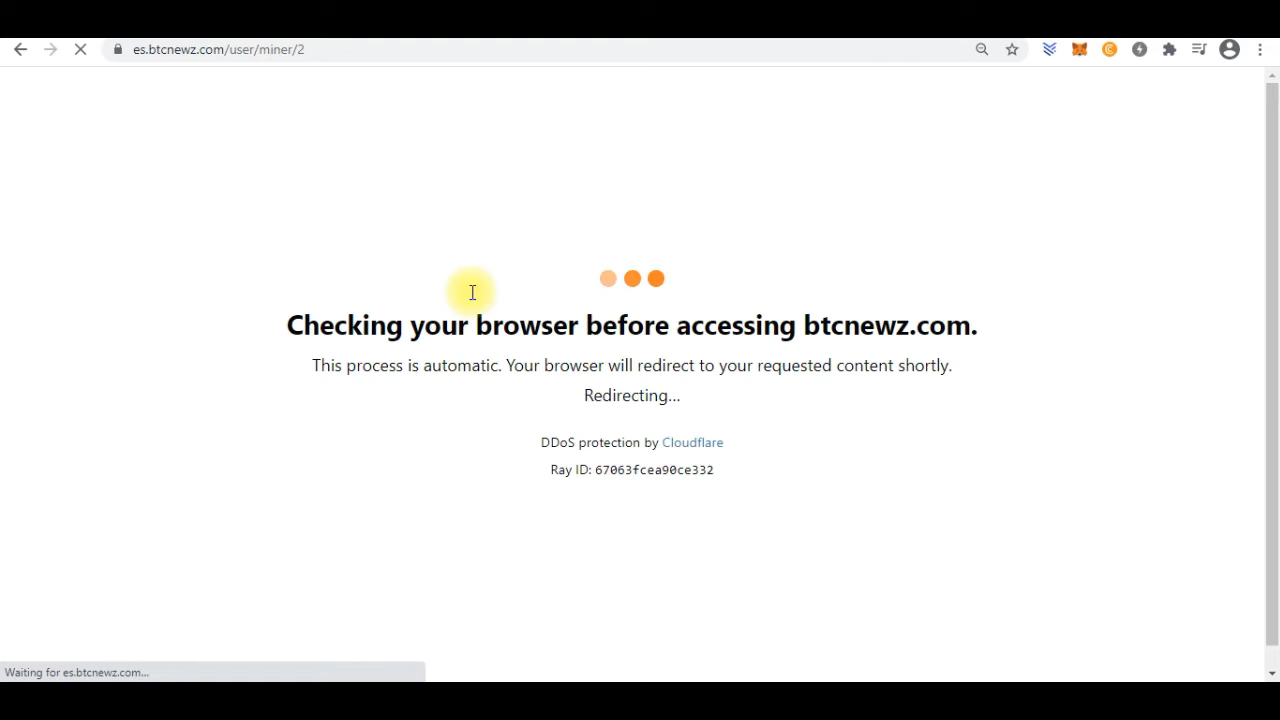 es.btcnewz.com/user/miner/2
Checking your browser before accessing btcnewz.com.
This process is automatic. Your browser will redirect to your requested content shortly.
Redirecting...
DDoS protection by Cloudflare
Ray ID: 67063fcea90ce332
Waiting for es.btcnewz.com...